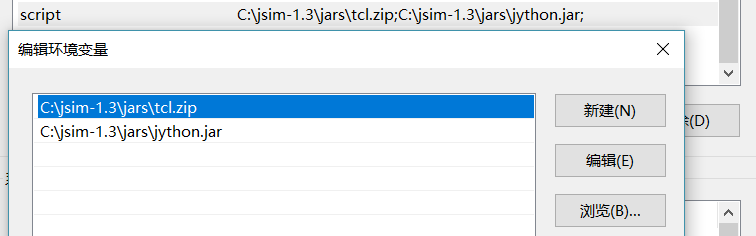 script C:\jsim-1.3\jars\tcl.zip;C:\jsim-1.3\jars\jython.jar;
编辑环境变量
C:\jsim-1.3\jars\tcl.zip
新建(N)
C:\jsim-1.3\jars\jython.jar
(D)
编辑(E)
浏览(B)...